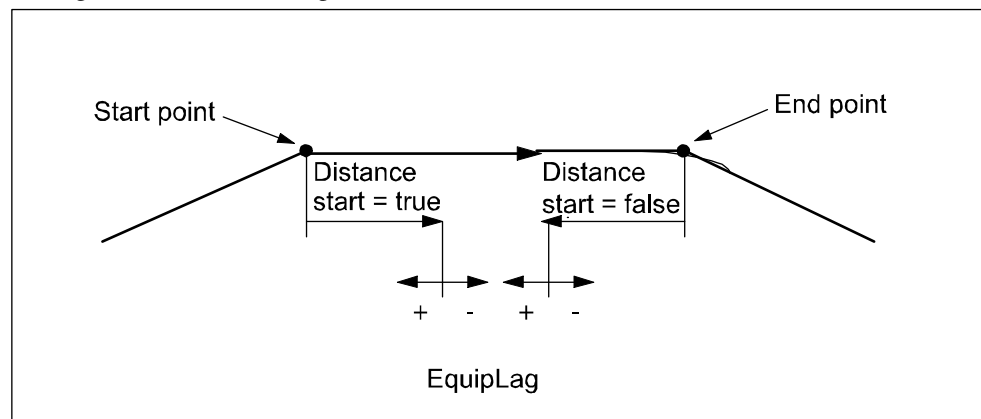 Start point
End point
Distance
start = true
Distance
start = false
+ - + -
EquipLag